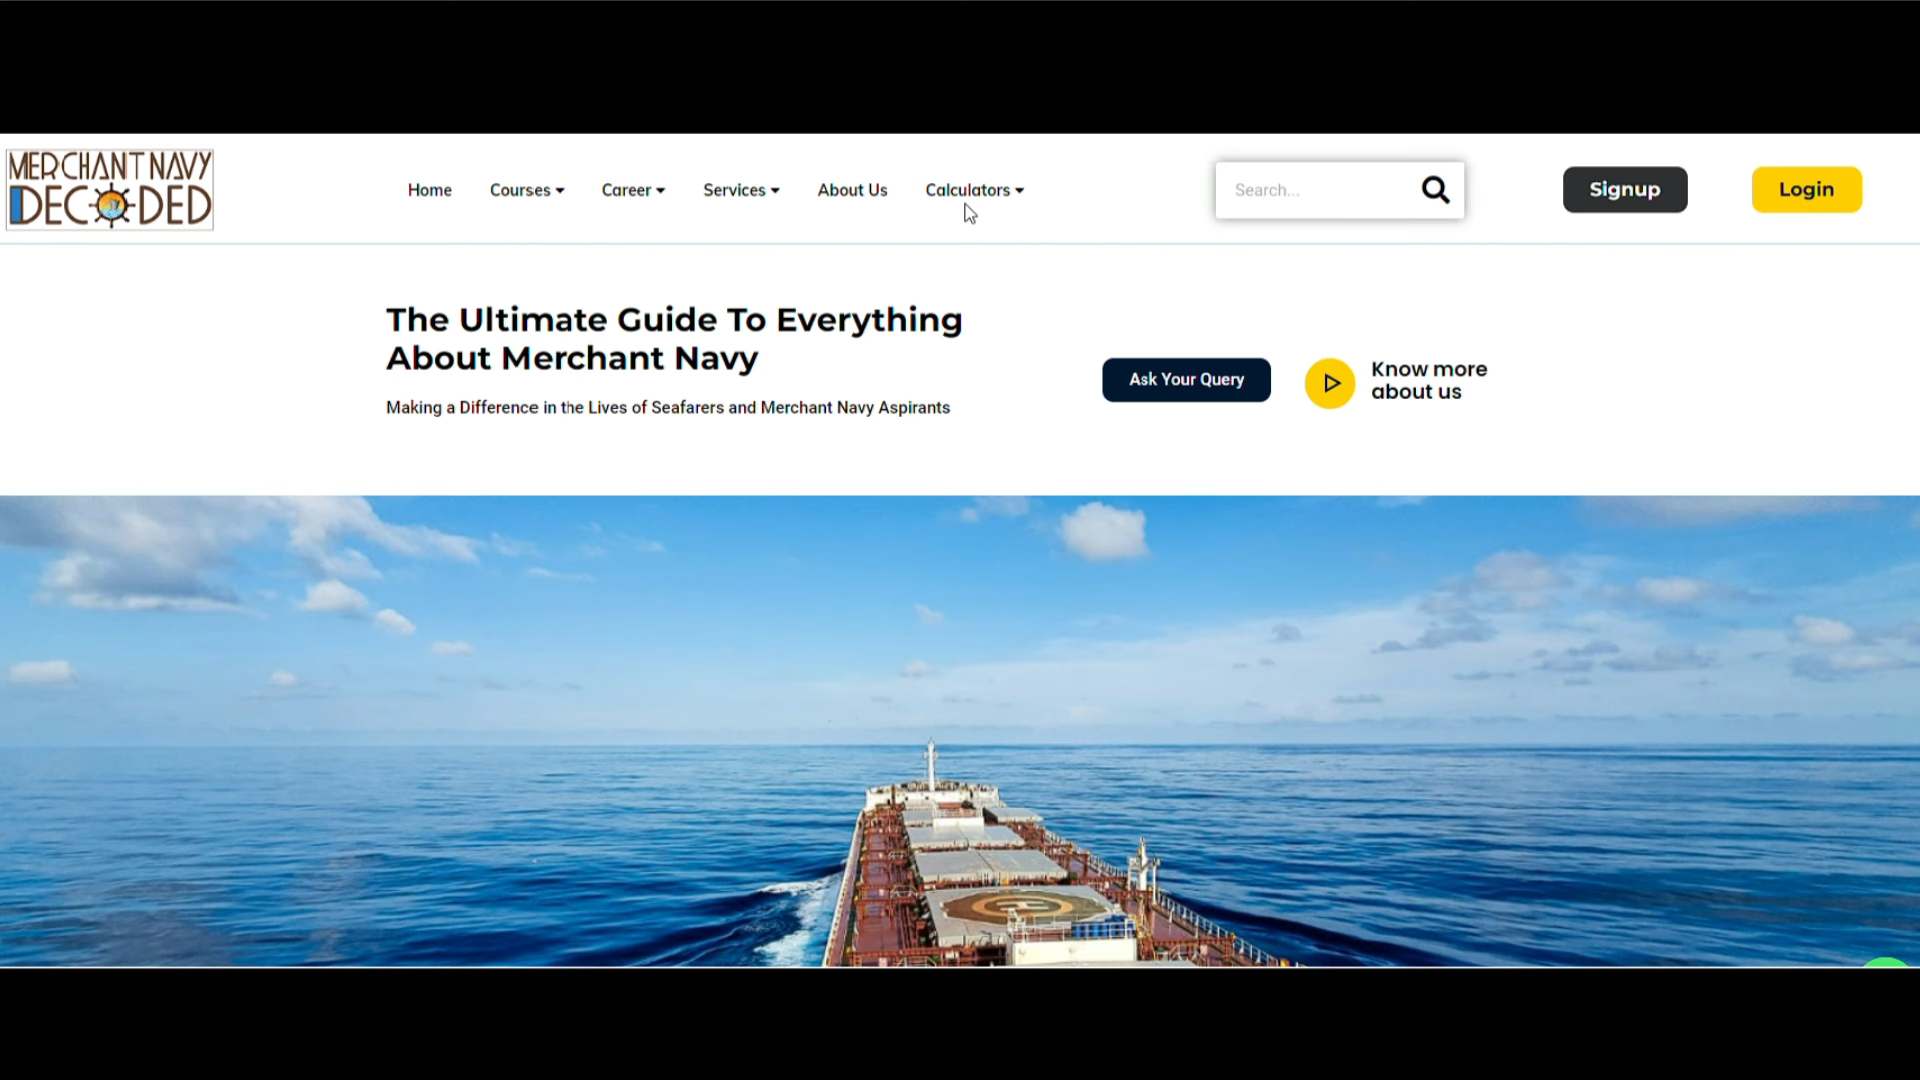 MERCHANT NAVY
DECODED
Home
Courses
Career
Services
About Us
Calculators
Search...
Signup
Login
The Ultimate Guide To Everything
About Merchant Navy
Making a Difference in the Lives of Seafarers and Merchant Navy Aspirants
Ask Your Query
Know more
about us
H